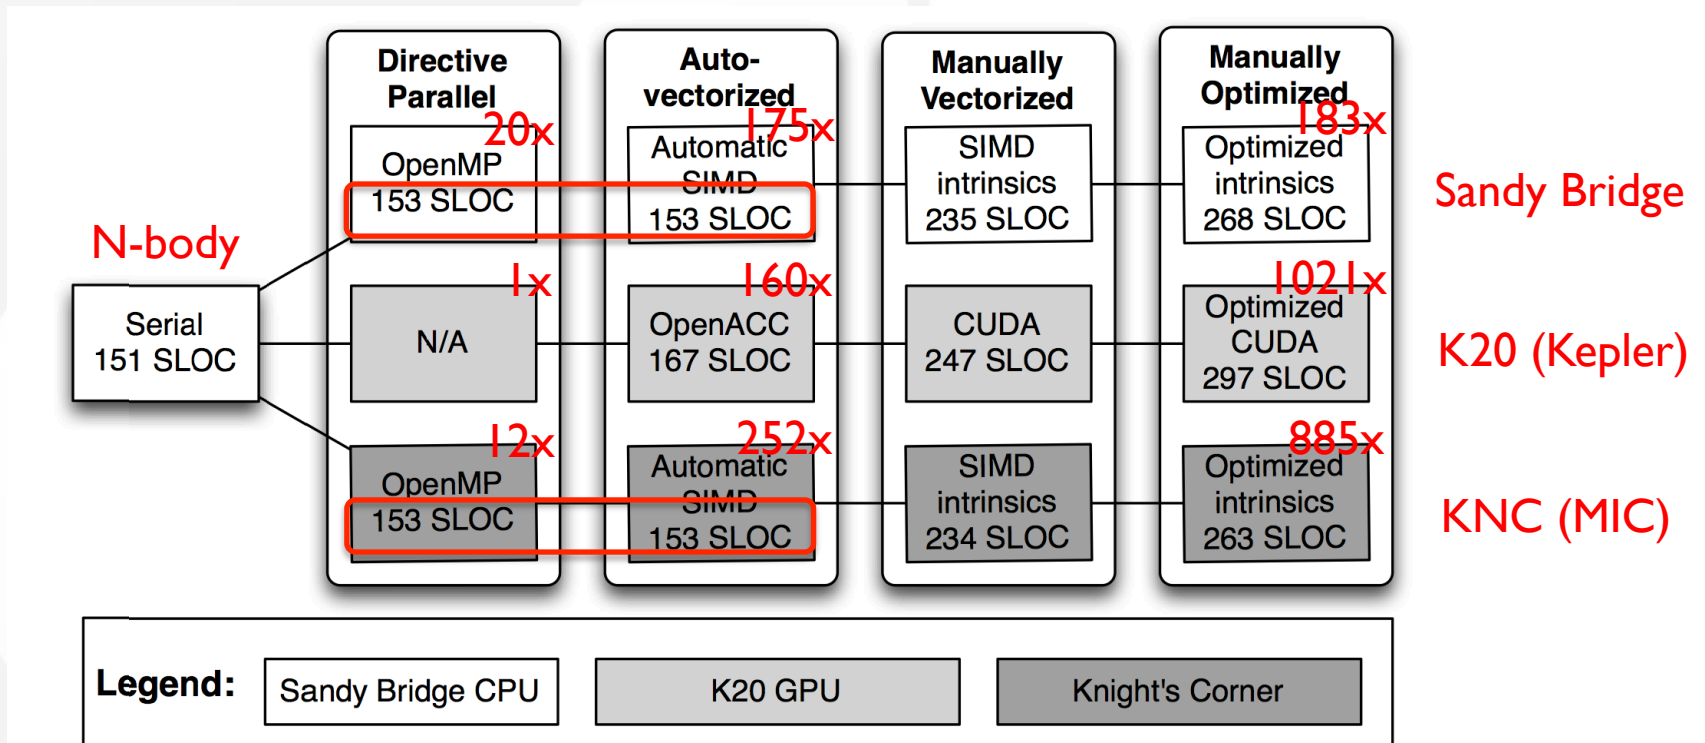 Directive
Parallel
Auto-
vectorized
Manually
Vectorized
Manually
Optimized
20x
175x
183x
OpenMP
153 SLOC
Automatic
SIMD
153 SLOC
SIMD
intrinsics
235 SLOC
Optimized
intrinsics
268 SLOC
Sandy Bridge
N-body
Serial
151 SLOC
1x
160x
1021x
N/A
OpenACC
167 SLOC
CUDA
247 SLOC
Optimized
CUDA
297 SLOC
K20 (Kepler)
12x
252x
885x
OpenMP
153 SLOC
Automatic
SIMD
153 SLOC
SIMD
intrinsics
234 SLOC
Optimized
intrinsics
263 SLOC
KNC (MIC)
Legend:
Sandy Bridge CPU
K20 GPU
Knight's Corner